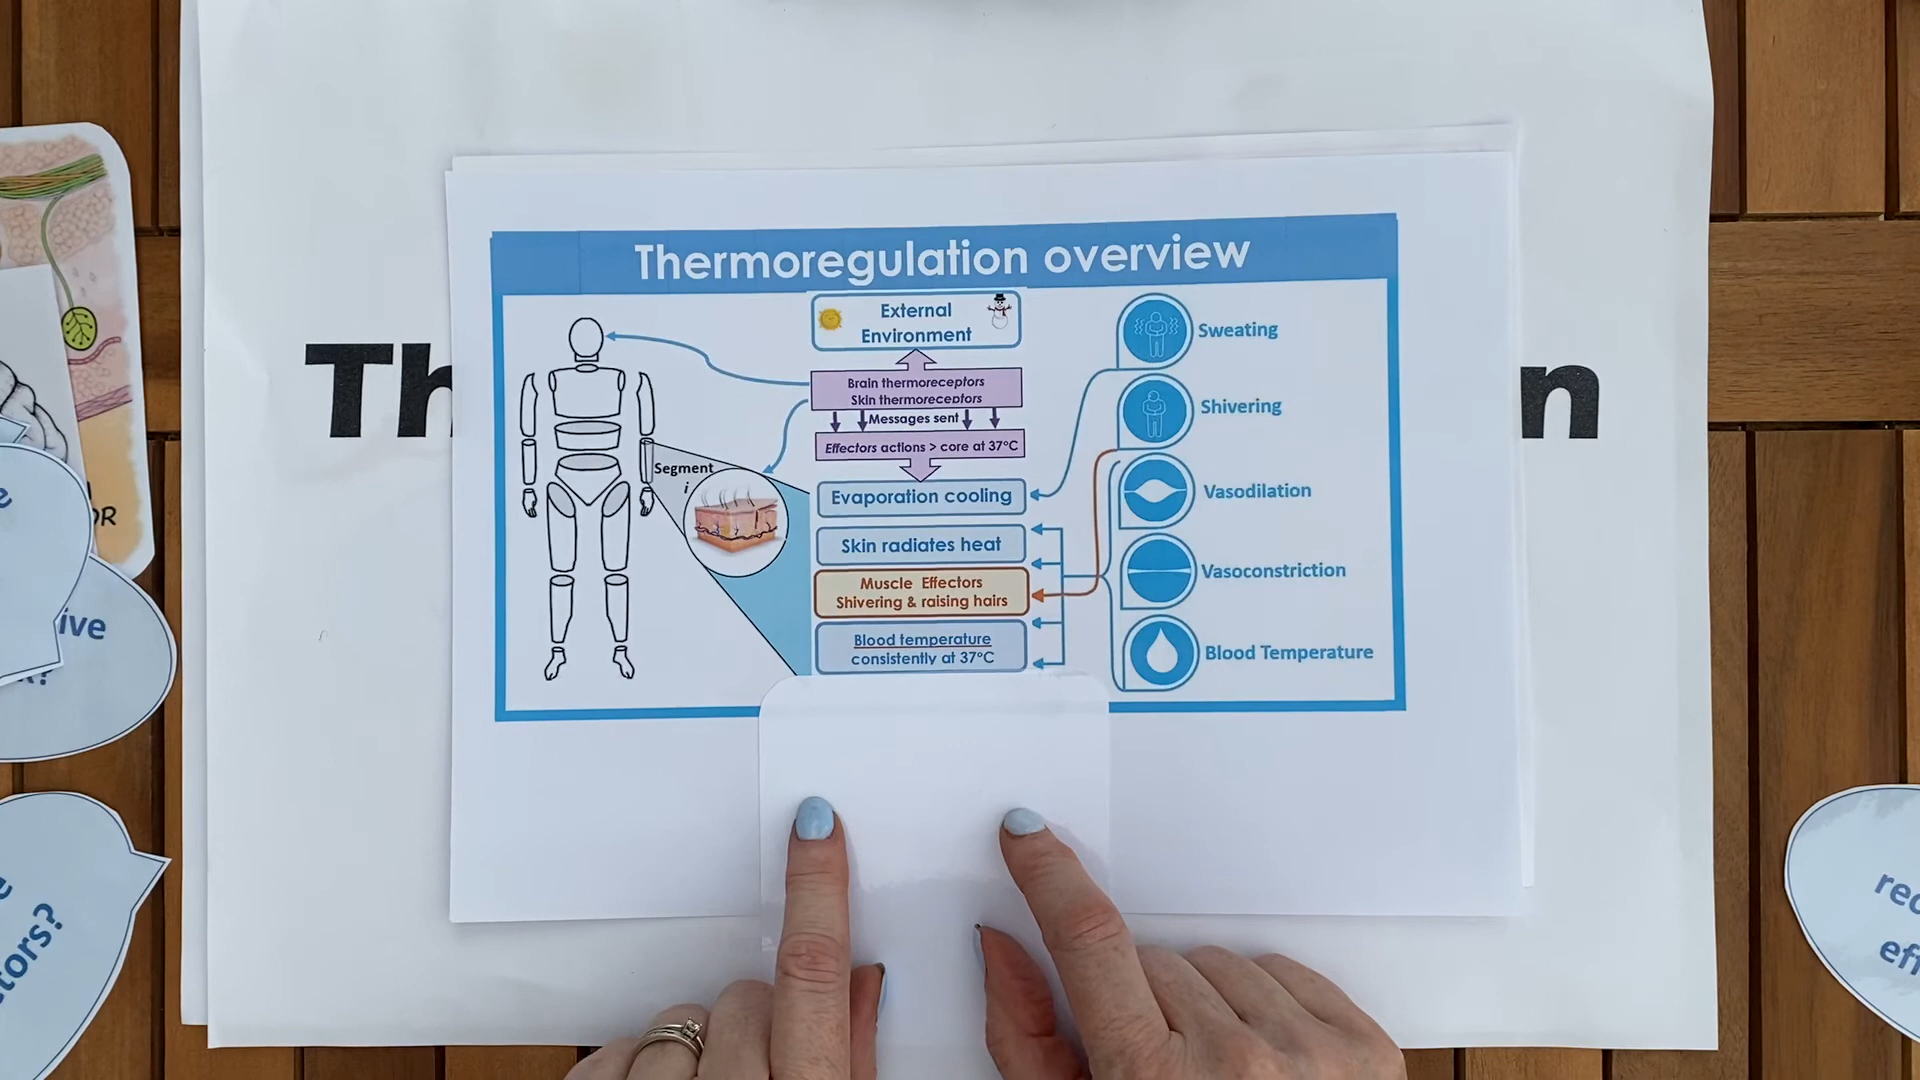 Thermoregulation overview
External
Environment
Brain thermoreceptors
Skin thermoreceptors
Messages sent
Effectors actions > core at 37°C
Evaporation cooling
Skin radiates heat
Muscle Effectors
Shivering & raising hairs
Blood temperature
consistently at 37°C
Segment
i
Sweating
Shivering
Vasodilation
Vasoconstriction
Blood Temperature
Th
n
OR
ive
tors?
rec
eff